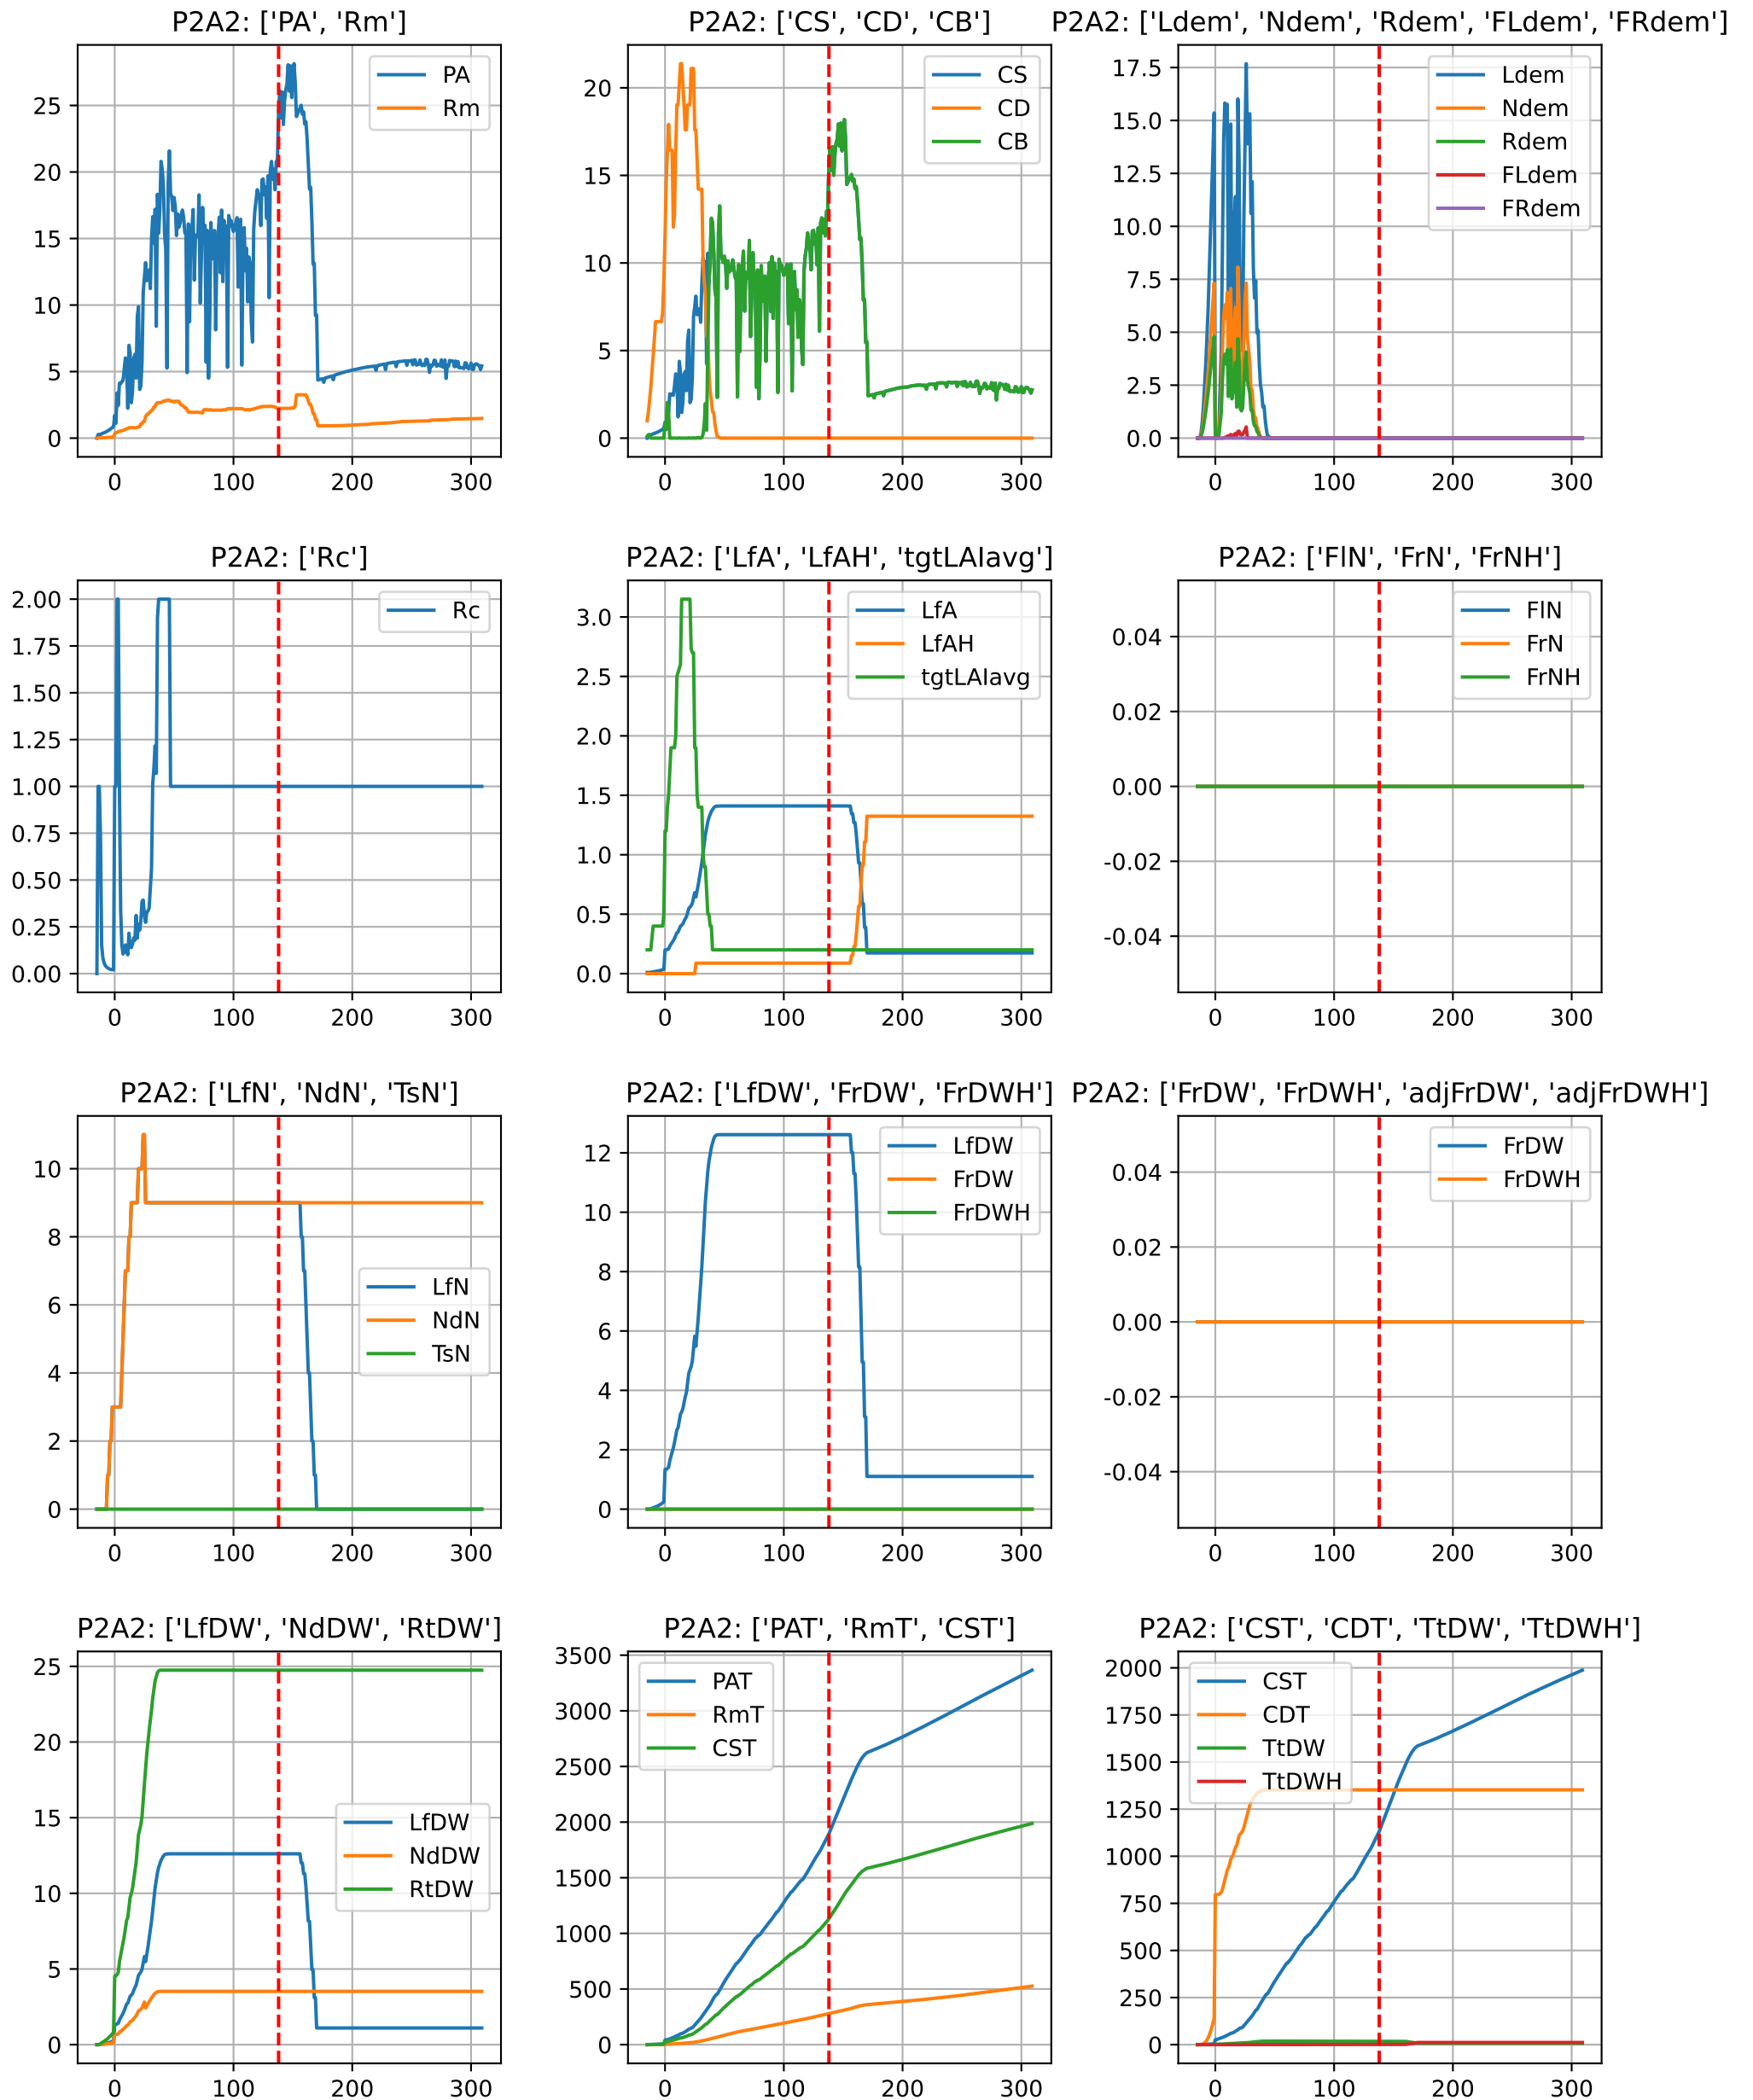 P2A2: ['PA', 'Rm']
25
20
15
10
5
0
0 100 200 300
PA
Rm
P2A2: ['CS', 'CD', 'CB']
20
15
10
5
0
0 100 200 300
CS
CD
CB
P2A2: ['Ldem', 'Ndem', 'Rdem', 'FLdem', 'FRdem']
17.5
15.0
12.5
10.0
7.5
5.0
2.5
0.0
0 100 200 300
Ldem
Ndem
Rdem
FLdem
FRdem
P2A2: ['Rc']
2.00
1.75
1.50
1.25
1.00
0.75
0.50
0.25
0.00
0 100 200 300
Rc
P2A2: ['LfA', 'LfAH', 'tgtLAIavg']
3.0
2.5
2.0
1.5
1.0
0.5
0.0
0 100 200 300
LfA
LfAH
tgtLAIavg
P2A2: ['FlN', 'FrN', 'FrNH']
0.04
0.02
0.00
-0.02
-0.04
0 100 200 300
FlN
FrN
FrNH
P2A2: ['LfN', 'NdN', 'TsN']
10
8
6
4
2
0
0 100 200 300
LfN
NdN
TsN
P2A2: ['LfDW', 'FrDW', 'FrDWH']
12
10
8
6
4
2
0
0 100 200 300
LfDW
FrDW
FrDWH
P2A2: ['FrDW', 'FrDWH', 'adjFrDW', 'adjFrDWH']
0.04
0.02
0.00
-0.02
-0.04
0 100 200 300
FrDW
FrDWH
P2A2: ['LfDW', 'NdDW', 'RtDW']
25
20
15
10
5
0
0 100 200 300
LfDW
NdDW
RtDW
P2A2: ['PAT', 'RmT', 'CST']
3500
3000
2500
2000
1500
1000
500
0
0 100 200 300
PAT
RmT
CST
P2A2: ['CST', 'CDT', 'TtDW', 'TtDWH']
2000
1750
1500
1250
1000
750
500
250
0
0 100 200 300
CST
CDT
TtDW
TtDWH